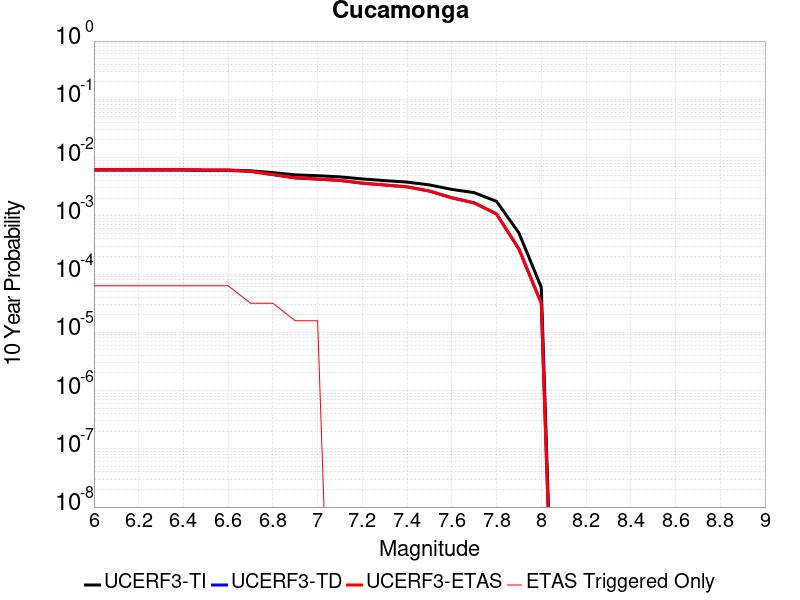 Cucamonga
10 Year Probability
10^0
10^-1
10^-2
10^-3
10^-4
10^-5
10^-6
10^-7
10^-8
6 6.2 6.4 6.6 6.8 7 7.2 7.4 7.6 7.8 8 8.2 8.4 8.6 8.8 9
Magnitude
UCERF3-TI UCERF3-TD UCERF3-ETAS ETAS Triggered Only